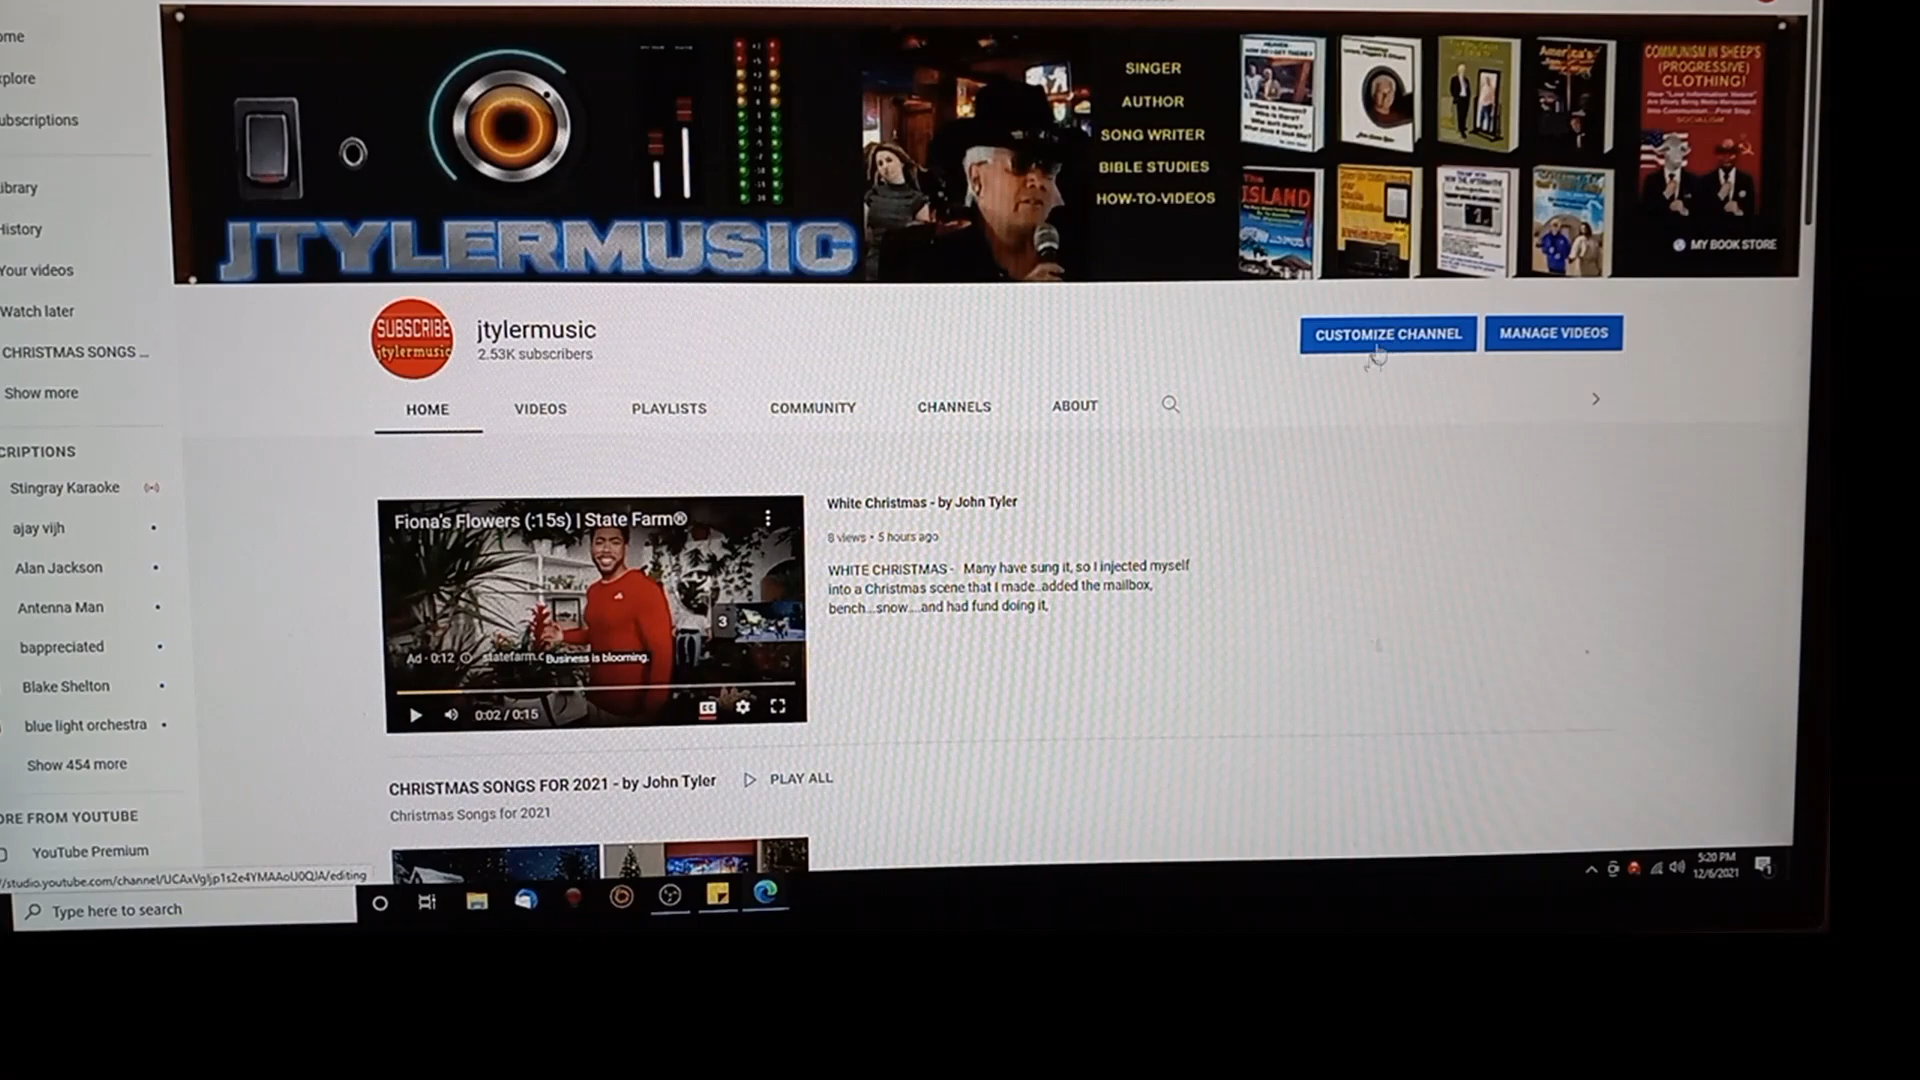 SINGER
AUTHOR
SONG WRITER
BIBLE STUDIES
HOW-TO-VIDEOS
JTYLERMUSIC
The ISLAND
COMMUNISM IN SHEEP'S
(PROGRESSIVE)
CLOTHING!
MY BOOK STORE
ome
xplore
ubscriptions
ibrary
History
Your videos
Watch later
CHRISTMAS SONGS ...
Show more
CRIPTIONS
Stingray Karaoke
ajay vijh
Alan Jackson
Antenna Man
bappreciated
Blake Shelton
blue light orchestra
Show 454 more
ORE FROM YOUTUBE
YouTube Premium
SUBSCRIBE
jtylermusic
jtylermusic
2.53K subscribers
CUSTOMIZE CHANNEL
MANAGE VIDEOS
HOME VIDEOS PLAYLISTS COMMUNITY CHANNELS ABOUT
Fiona's Flowers (:15s) | State Farm®
3
Ad · 0:12
statefarm.c
Business is blooming.
0:02 / 0:15
CC
White Christmas - by John Tyler
8 views • 5 hours ago
WHITE CHRISTMAS - Many have sung it, so I injected myself
into a Christmas scene that I made..added the mailbox,
bench...snow....and had fund doing it,
CHRISTMAS SONGS FOR 2021 - by John Tyler
PLAY ALL
Christmas Songs for 2021
Type here to search
5:20 PM
12/6/2021